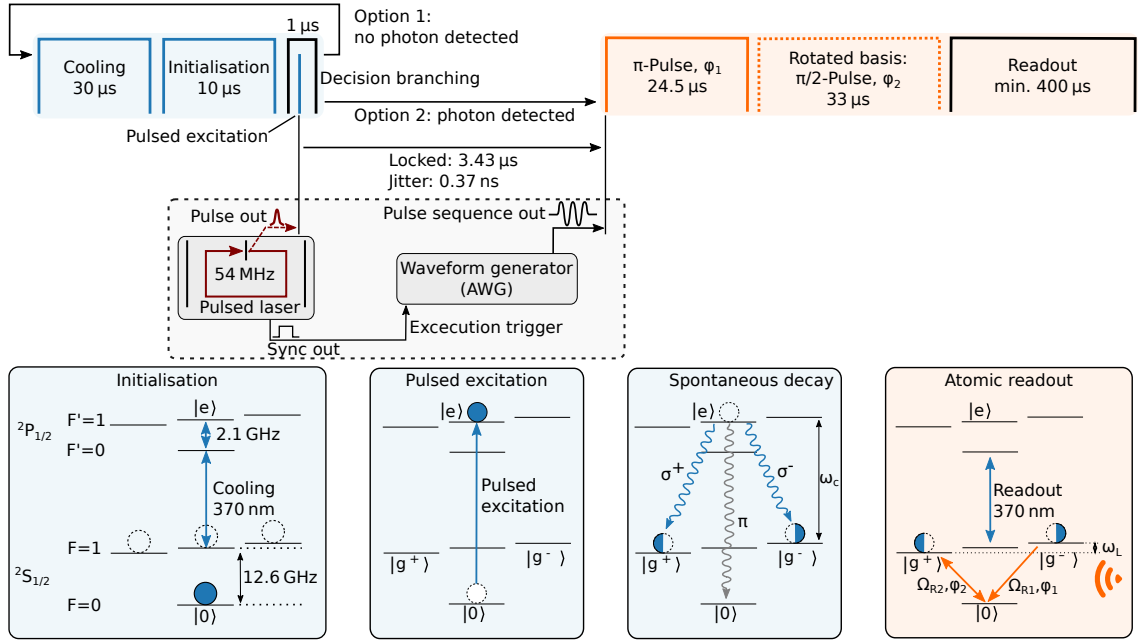 Option 1:
no photon detected
1 µs
Cooling
30 µs
Initialisation
10 µs
Decision branching
Option 2: photon detected
Pulsed excitation
π-Pulse, φ₁
24.5 µs
Rotated basis:
π/2-Pulse, φ₂
33 µs
Readout
min. 400 µs
Locked: 3.43 µs
Jitter: 0.37 ns
Pulse out
Pulse sequence out
54 MHz
Pulsed laser
Waveform generator
(AWG)
Excecution trigger
Sync out
Initialisation
|e⟩
F'=1
²P₁/₂
2.1 GHz
F'=0
Cooling
370 nm
F=1
²S₁/₂
12.6 GHz
F=0
|0⟩
Pulsed excitation
|e⟩
Pulsed
excitation
|g⁺⟩
|g⁻⟩
|0⟩
Spontaneous decay
|e⟩
σ⁺
σ⁻
ω_c
π
|g⁺⟩
|g⁻⟩
|0⟩
Atomic readout
|e⟩
Readout
370 nm
|g⁺⟩
|g⁻⟩
ω_L
Ω_R2,φ₂
Ω_R1,φ₁
|0⟩